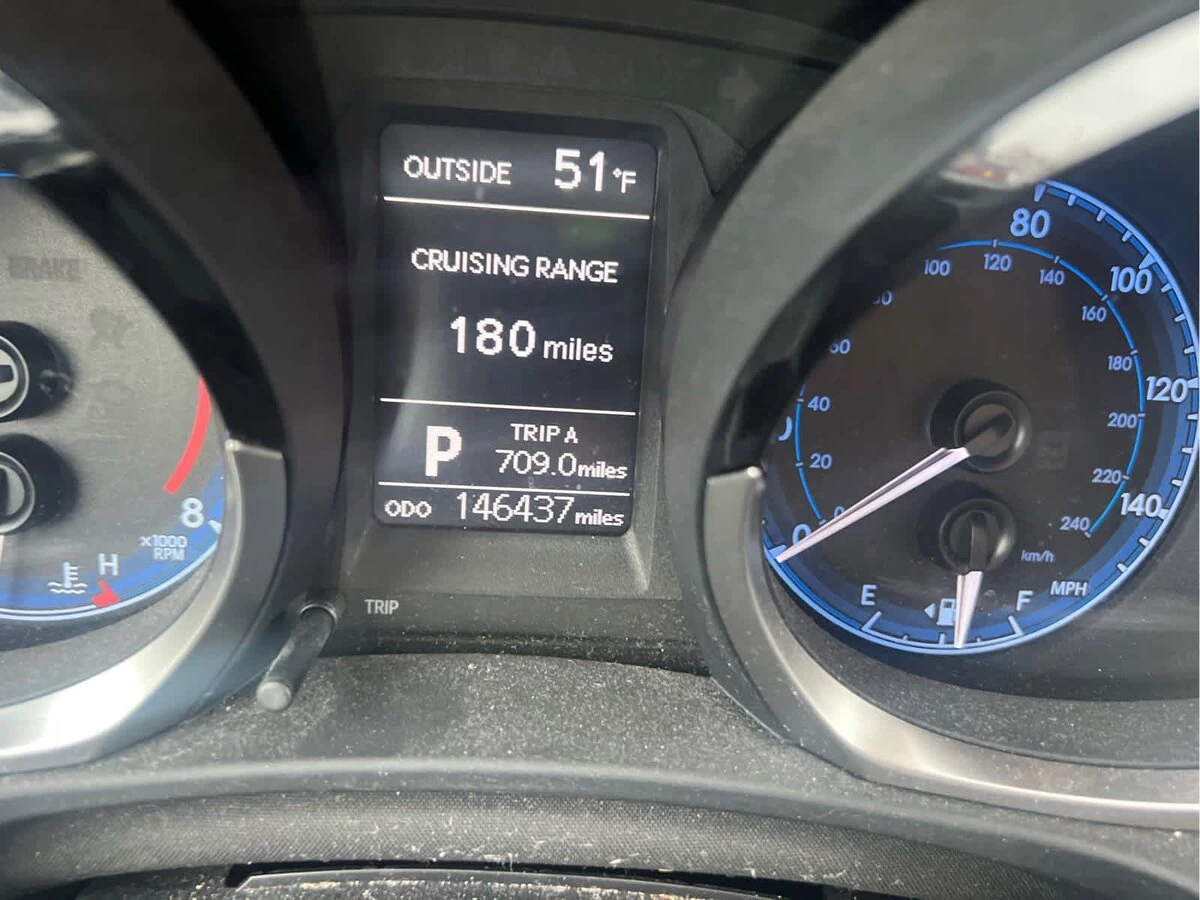 OUTSIDE 51°F
CRUISING RANGE
180 miles
P
TRIP A
709.0 miles
ODO 146437 miles
TRIP
BRAKE
8
x1000
RPM
H
80
100
120
140
0
MPH
20
40
100
120
140
160
180
200
220
240
km/h
E
F